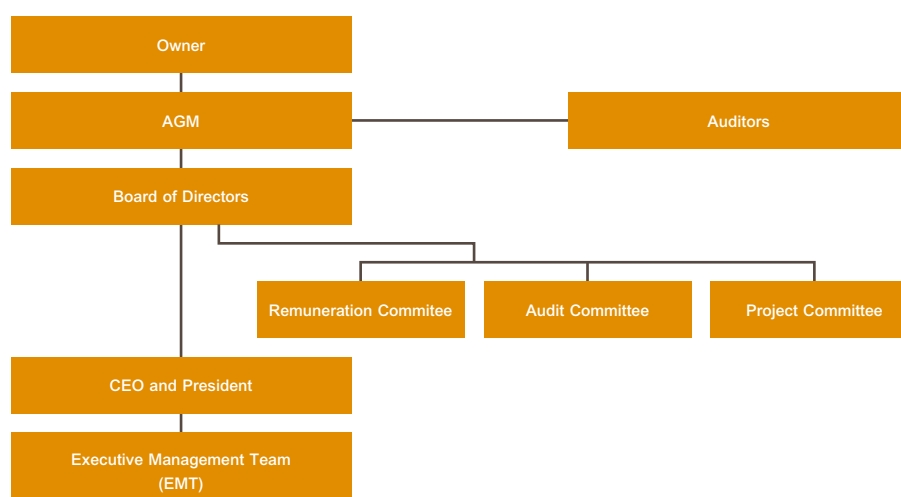 Owner
AGM
Auditors
Board of Directors
Remuneration Commitee
Audit Committee
Project Committee
CEO and President
Executive Management Team
(EMT)